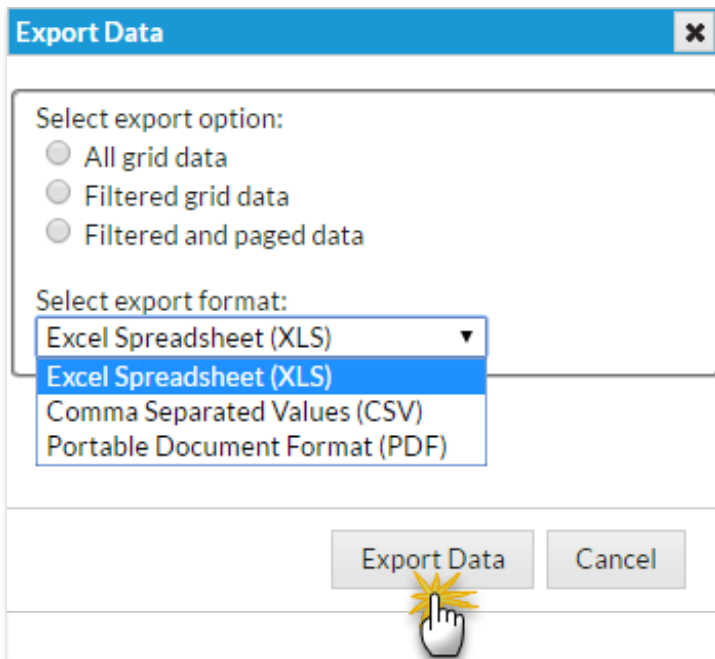 Export Data
Select export option:
All grid data
Filtered grid data
Filtered and paged data
Select export format:
Excel Spreadsheet (XLS)
Excel Spreadsheet (XLS)
Comma Separated Values (CSV)
Portable Document Format (PDF)
Export Data
Cancel